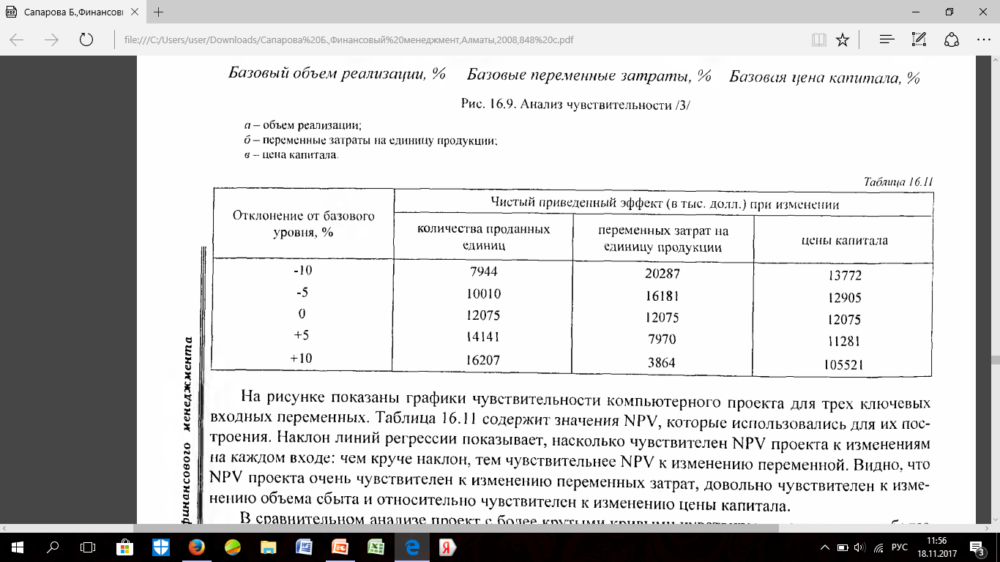 Сапарова Б.,Финансовы
file:///C:/Users/user/Downloads/Сапарова%20Б.,Финансовый%20менеджмент,Алматы,2008,848%20с.pdf
Базовый объем реализации, % Базовые переменные затраты, % Базовая цена капитала, %
Рис. 16.9. Анализ чувствительности /3/
а – объем реализации;
б – переменные затраты на единицу продукции;
в – цена капитала.
Таблица 16.11
Отклонение от базового уровня, %
Чистый приведенный эффект (в тыс. долл.) при изменении
количества проданных единиц
переменных затрат на единицу продукции
цены капитала
-10 7944 20287 13772
-5 10010 16181 12905
0 12075 12075 12075
+5 14141 7970 11281
+10 16207 3864 105521
На рисунке показаны графики чувствительности компьютерного проекта для трех ключевых
входных переменных. Таблица 16.11 содержит значения NPV, которые использовались для их пос-
троения. Наклон линий регрессии показывает, насколько чувствителен NPV проекта к изменениям
на каждом входе: чем круче наклон, тем чувствительнее NPV к изменению переменной. Видно, что
NPV проекта очень чувствителен к изменению переменных затрат, довольно чувствителен к изме-
нению объема сбыта и относительно чувствителен к изменению цены капитала.
В сравнительном анализе проект с более крутыми кривыми
финансового менеджмента
РУС
11:56
18.11.2017
3